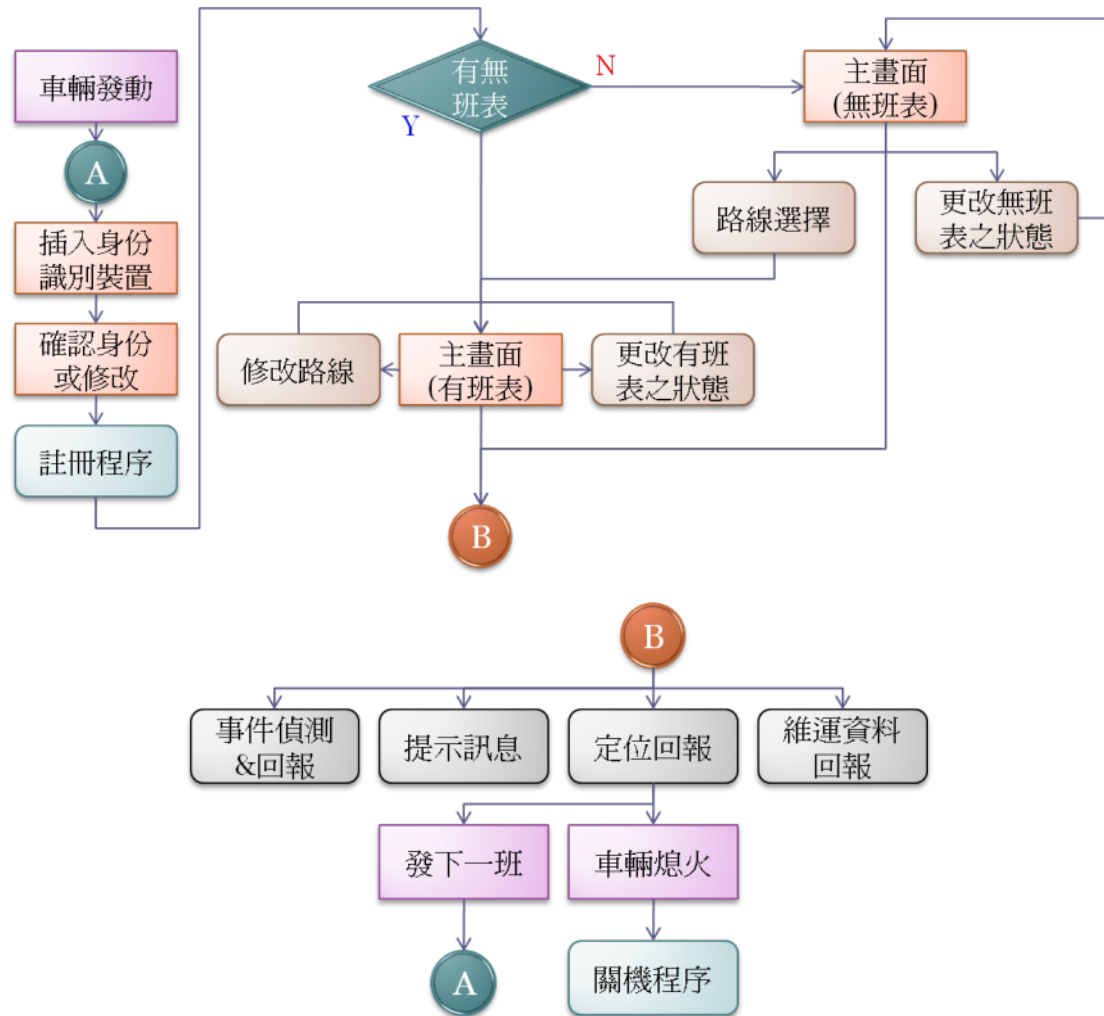 車輛發動
A
插入身份
識別裝置
確認身份
或修改
註冊程序
有無
班表
N
Y
主畫面
(無班表)
路線選擇
更改無班
表之狀態
修改路線
主畫面
(有班表)
更改有班
表之狀態
B
B
事件偵測
&回報
提示訊息
定位回報
維運資料
回報
發下一班
車輛熄火
A
關機程序